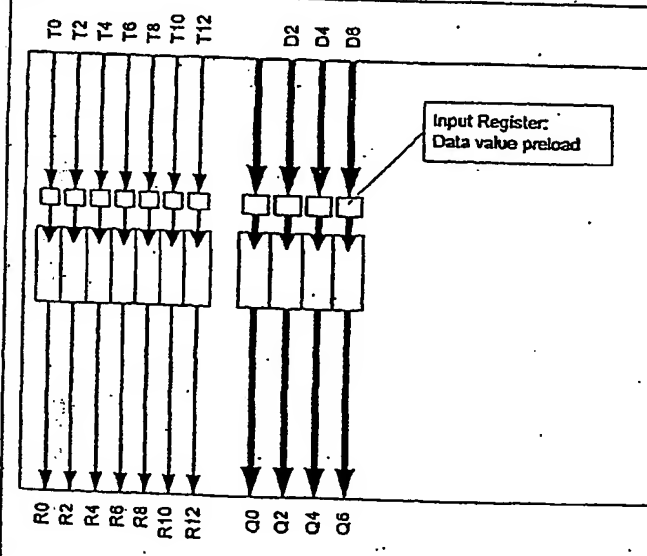 T0 T2 T4 T6 T8 T10 T12 D2 D4 D8
Input Register:
Data value preload
R0 R2 R4 R6 R8 R10 R12 Q0 Q2 Q4 Q6